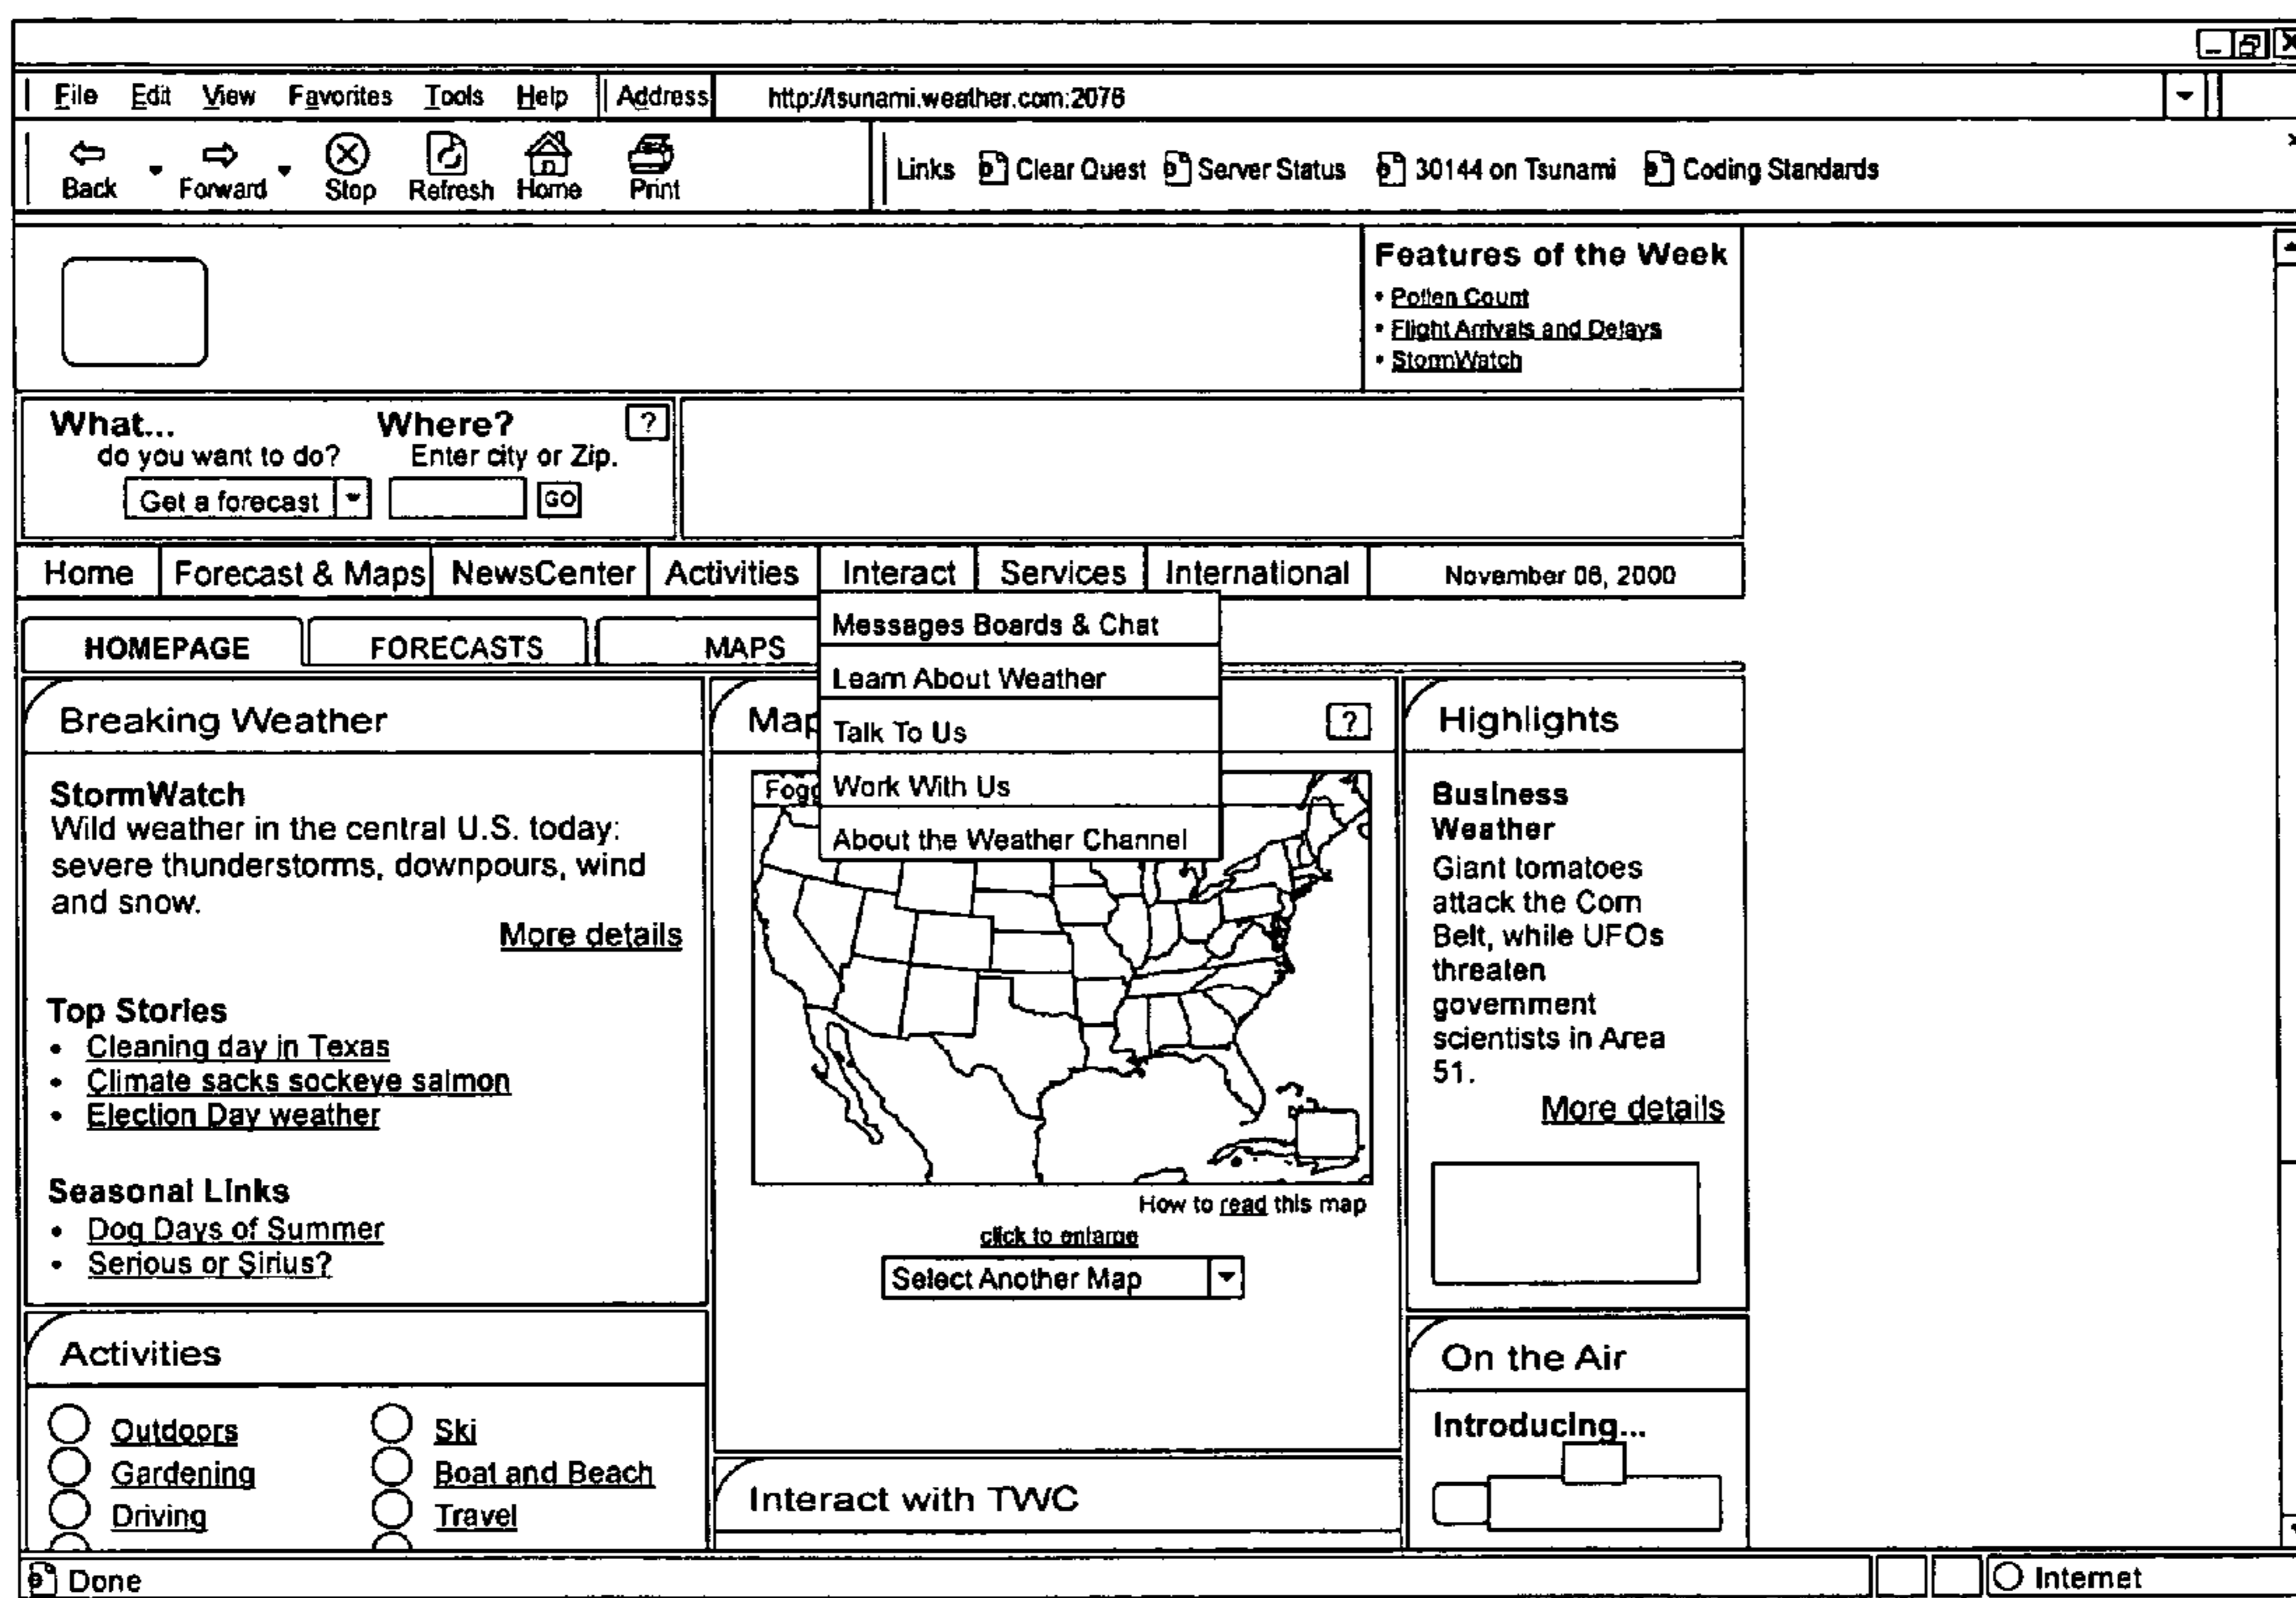 File Edit View Favorites Tools Help Address http://tsunami.weather.com:2076
Back Forward Stop Refresh Home Print Links Clear Quest Server Status 30144 on Tsunami Coding Standards
Features of the Week
• Pollen Count
• Flight Arrivals and Delays
• StormWatch
What... Where? ?
do you want to do? Enter city or Zip.
Get a forecast GO
Home Forecast & Maps NewsCenter Activities Interact Services International November 06, 2000
Messages Boards & Chat
Learn About Weather
Talk To Us
Work With Us
About the Weather Channel
HOMEPAGE FORECASTS MAPS
Breaking Weather
StormWatch
Wild weather in the central U.S. today:
severe thunderstorms, downpours, wind
and snow.
More details
Top Stories
• Cleaning day in Texas
• Climate sacks sockeye salmon
• Election Day weather
Seasonal Links
• Dog Days of Summer
• Serious or Sirius?
Activities
Outdoors Ski
Gardening Boat and Beach
Driving Travel
Map ?
Fogg
How to read this map
click to enlarge
Select Another Map
Interact with TWC
Highlights
Business
Weather
Giant tomatoes
attack the Corn
Belt, while UFOs
threaten
government
scientists in Area
51.
More details
On the Air
Introducing...
Done Internet